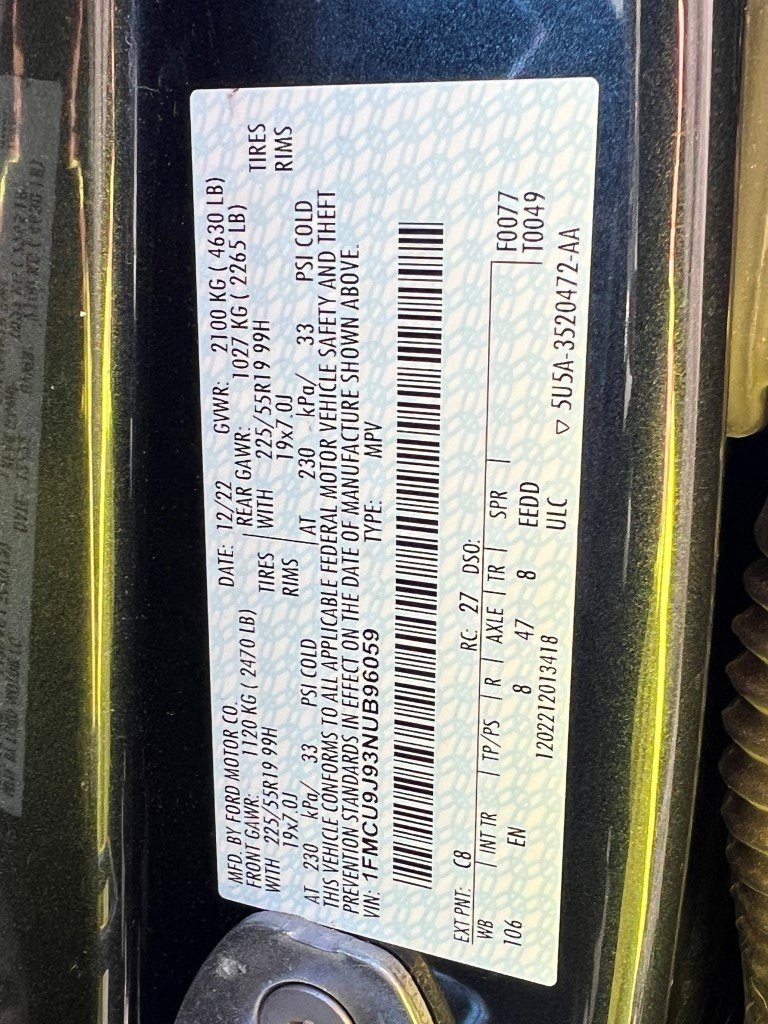 MFD. BY FORD MOTOR CO.
DATE: 12/22 GVWR: 2100 KG ( 4630 LB)
FRONT GAWR: 1120 KG ( 2470 LB) REAR GAWR: 1027 KG ( 2265 LB)
WITH 225/55R19 99H TIRES WITH 225/55R19 99H TIRES
19x7.0J RIMS 19x7.0J RIMS
AT 230 kPa/ 33 PSI COLD AT 230 kPa/ 33 PSI COLD
THIS VEHICLE CONFORMS TO ALL APPLICABLE FEDERAL MOTOR VEHICLE SAFETY AND THEFT
PREVENTION STANDARDS IN EFFECT ON THE DATE OF MANUFACTURE SHOWN ABOVE.
VIN: 1FMCU9J93NUB96059 TYPE: MPV
EXT PNT: C8 RC: 27 DSO: F0077
WB INT TR TP/PS R AXLE TR SPR T0049
106 EN 8 47 8 EEDD
1202212013418 ULC ▽ 5U5A-3520472-AA